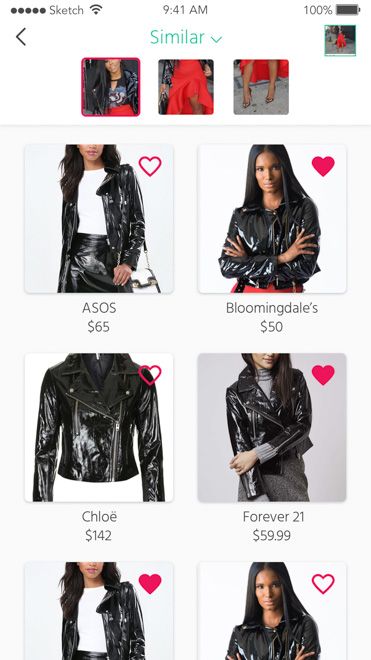 Sketch 9:41 AM 100%
Similar
ASOS
$65
Bloomingdale’s
$50
Chloë
$142
Forever 21
$59.99